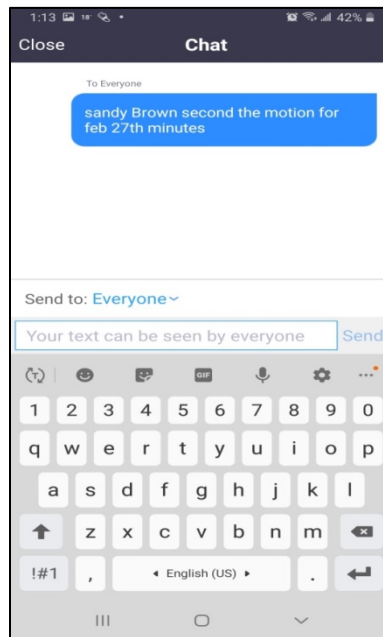 1:13 18° 42%
Close Chat
To Everyone
sandy Brown second the motion for
feb 27th minutes
Send to: Everyone
Your text can be seen by everyone Send
(T) GIF ...
1 2 3 4 5 6 7 8 9 0
q w e r t y u i o p
a s d f g h j k l
z x c v b n m
!#1 , English (US) .